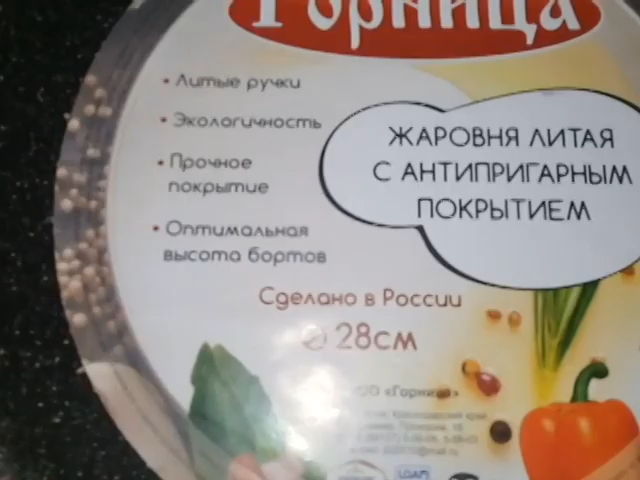 Горница
• Литые ручки
• Экологичность
• Прочное
покрытие
• Оптимальная
высота бортов
ЖАРОВНЯ ЛИТАЯ
С АНТИПРИГАРНЫМ
ПОКРЫТИЕМ
Сделано в России
⌀ 28см
ООО «Горница»